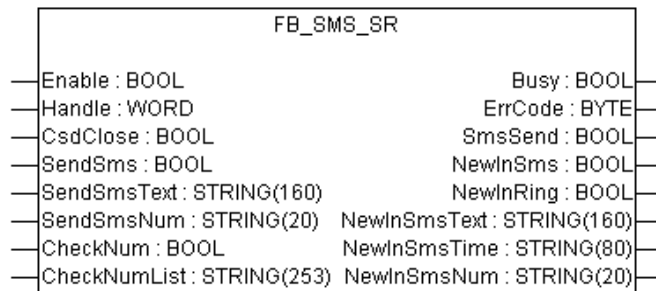 FB_SMS_SR
Enable : BOOL Busy : BOOL
Handle : WORD ErrCode : BYTE
CsdClose : BOOL SmsSend : BOOL
SendSms : BOOL NewInSms : BOOL
SendSmsText : STRING(160) NewInRing : BOOL
SendSmsNum : STRING(20) NewInSmsText : STRING(160)
CheckNum : BOOL NewInSmsTime : STRING(80)
CheckNumList : STRING(253) NewInSmsNum : STRING(20)